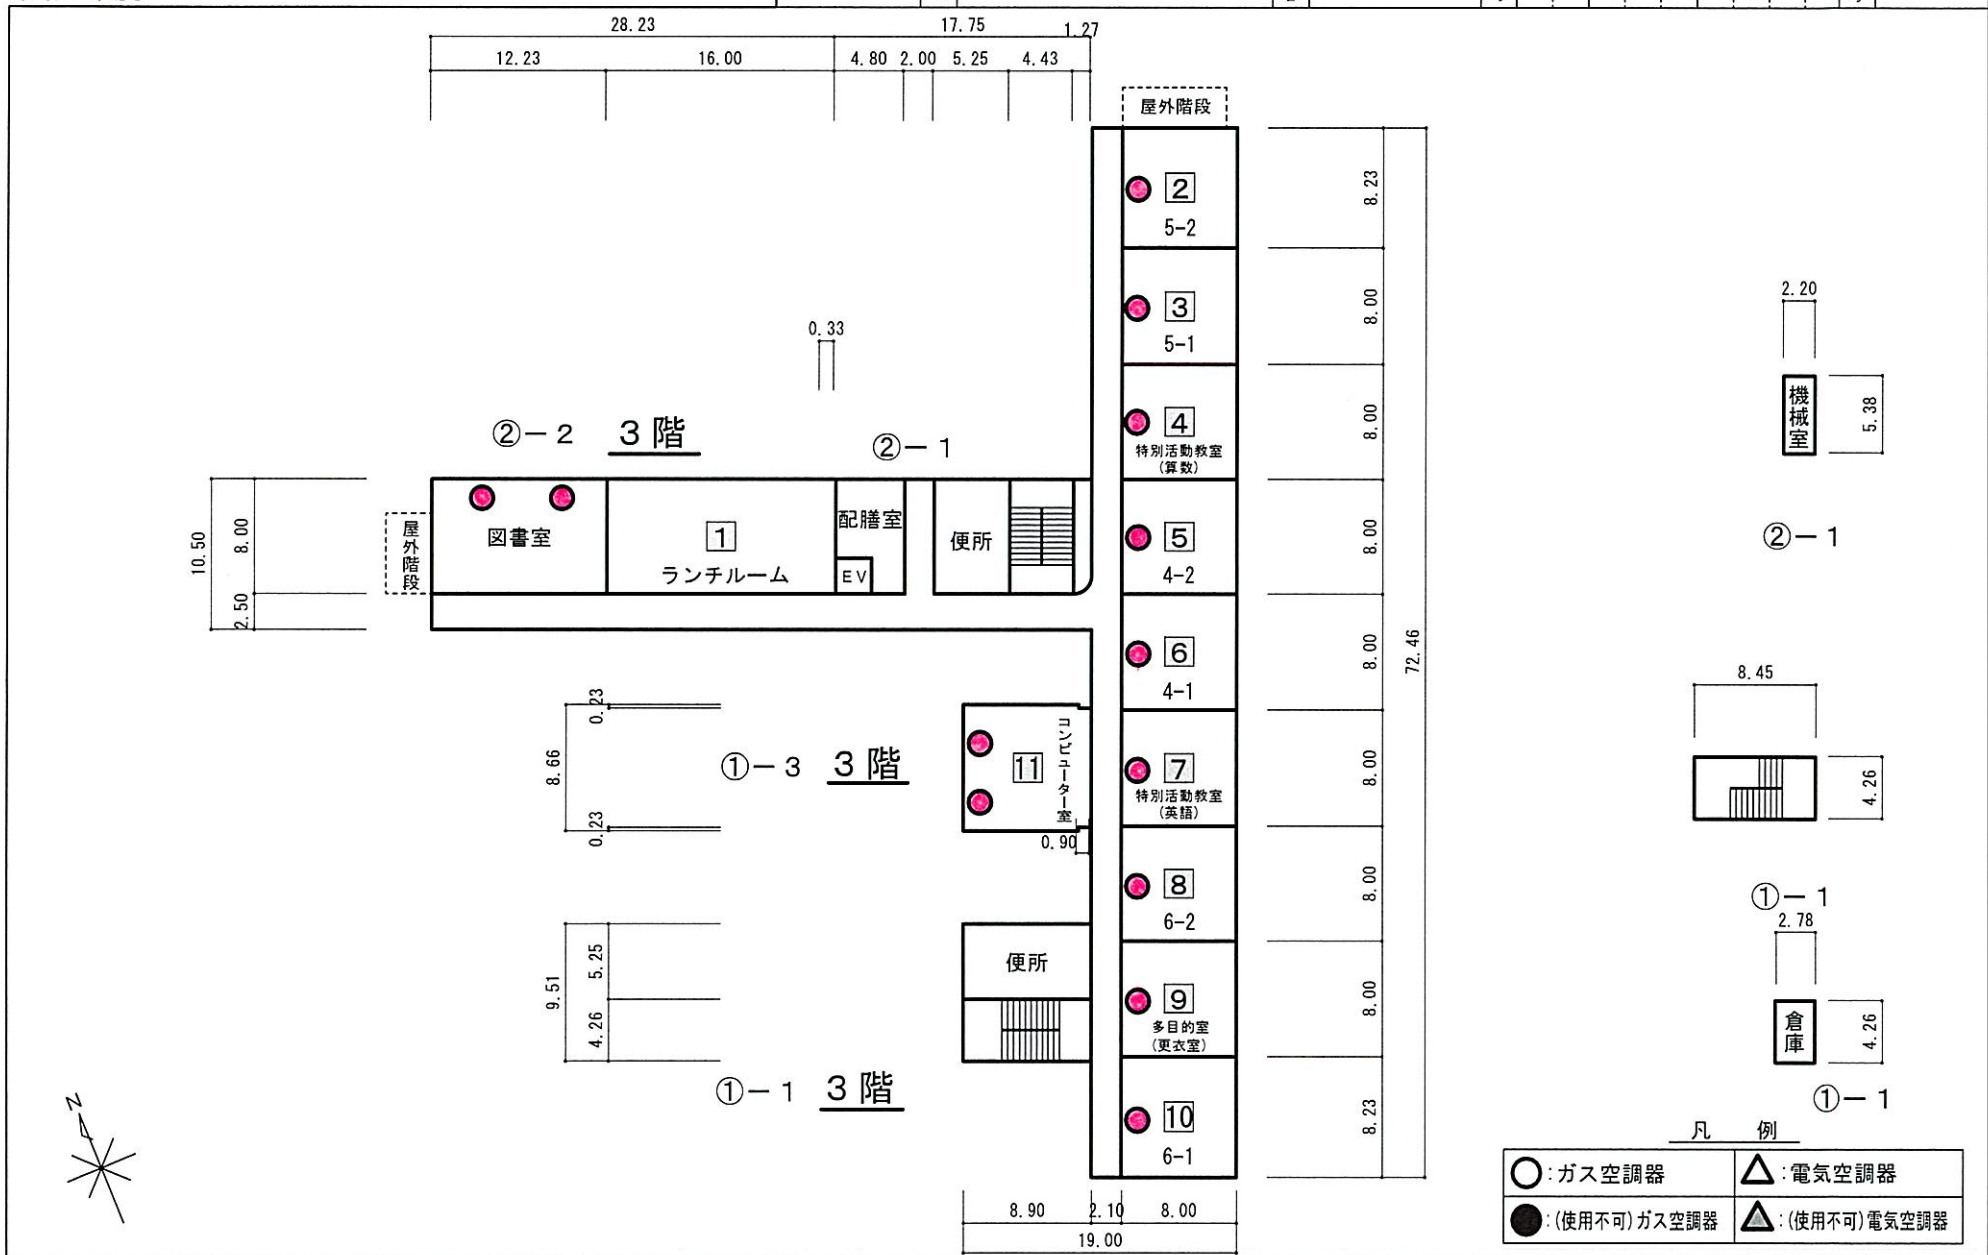 28.23
17.75
1.27
12.23
16.00
4.80
2.00
5.25
4.43
屋外階段
2
5-2
8.23
3
5-1
8.00
0.33
2.20
4
特別活動教室
(算数)
8.00
機械室
5.38
②－2
3階
②－1
図書室
1
ランチルーム
配膳室
EV
便所
屋外階段
10.50
8.00
2.50
5
4-2
8.00
②－1
6
4-1
8.00
72.46
0.23
8.66
0.23
①－3
3階
11
コンピューター室
0.90
7
特別活動教室
(英語)
8.00
8.45
4.26
8
6-2
8.00
①－1
2.78
9.51
5.25
4.26
便所
9
多目的室
(更衣室)
8.00
倉庫
4.26
①－1
3階
10
6-1
8.23
①－1
N
8.90
2.10
8.00
19.00
凡例
:ガス空調器
:電気空調器
:(使用不可)ガス空調器
:(使用不可)電気空調器